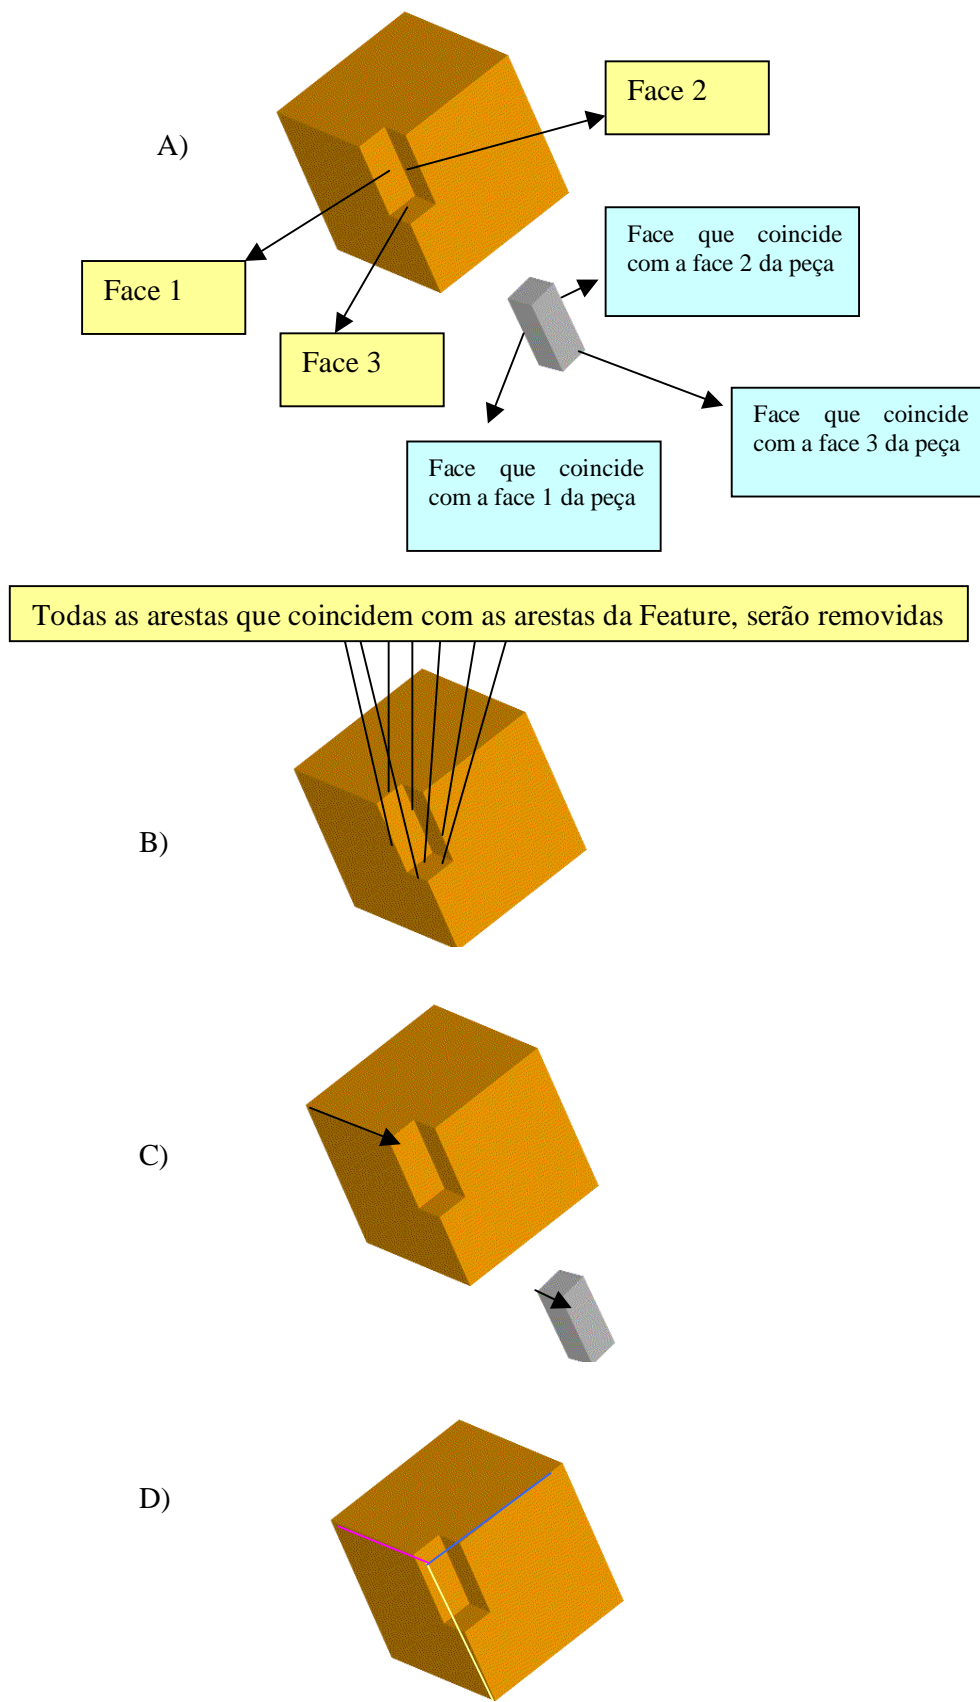 Face 2
A)
Face que coincide
com a face 2 da peça
Face 1
Face 3
Face que coincide
com a face 3 da peça
Face que coincide
com a face 1 da peça
Todas as arestas que coincidem com as arestas da Feature, serão removidas
B)
C)
D)